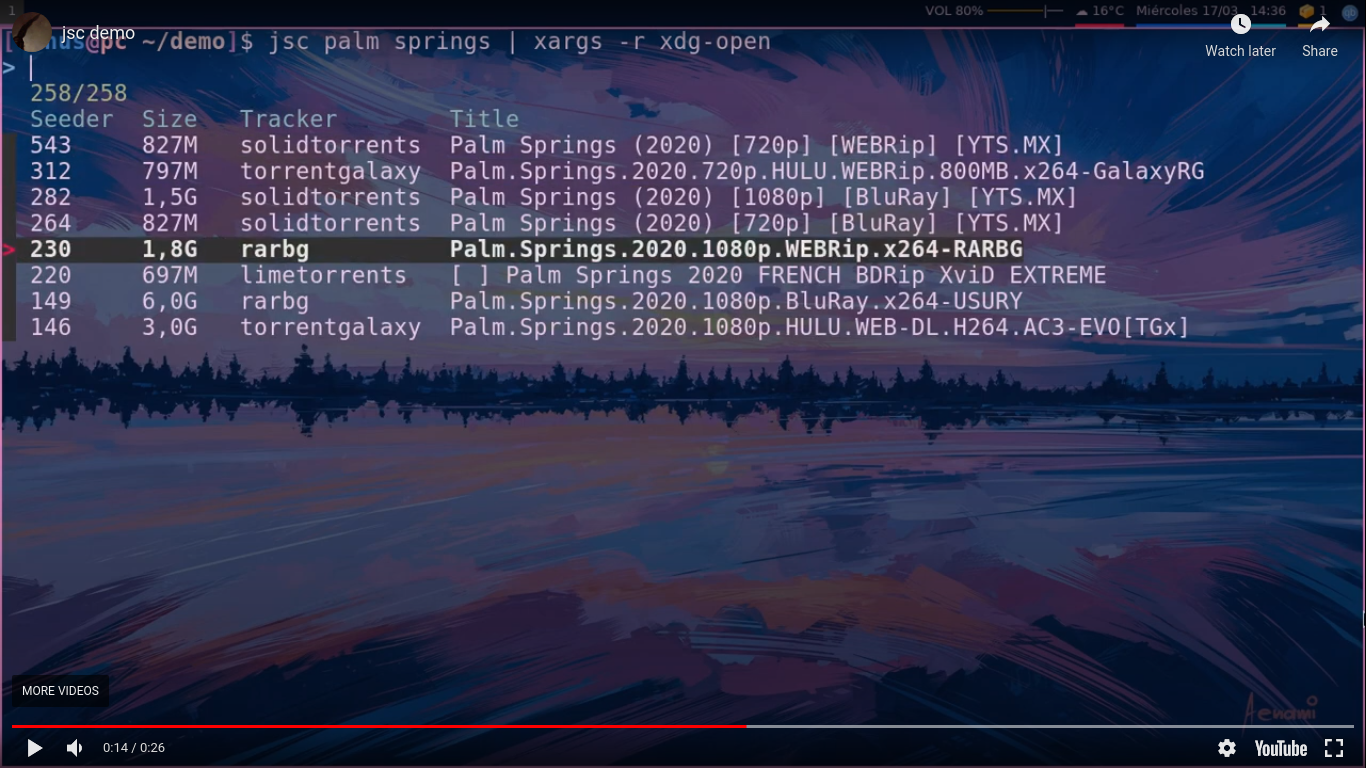 1
VOL 80% 16°C Miércoles 17/03 14:36 1
jsc demo
@pc ~/demo]$ jsc palm springs | xargs -r xdg-open
Watch later Share
>
258/258
Seeder Size Tracker Title
543 827M solidtorrents Palm Springs (2020) [720p] [WEBRip] [YTS.MX]
312 797M torrentgalaxy Palm.Springs.2020.720p.HULU.WEBRip.800MB.x264-GalaxyRG
282 1,5G solidtorrents Palm Springs (2020) [1080p] [BluRay] [YTS.MX]
264 827M solidtorrents Palm Springs (2020) [720p] [BluRay] [YTS.MX]
> 230 1,8G rarbg Palm.Springs.2020.1080p.WEBRip.x264-RARBG
220 697M limetorrents [ ] Palm Springs 2020 FRENCH BDRip XviD EXTREME
149 6,0G rarbg Palm.Springs.2020.1080p.BluRay.x264-USURY
146 3,0G torrentgalaxy Palm.Springs.2020.1080p.HULU.WEB-DL.H264.AC3-EVO[TGx]
MORE VIDEOS
Aenami
0:14 / 0:26
YouTube